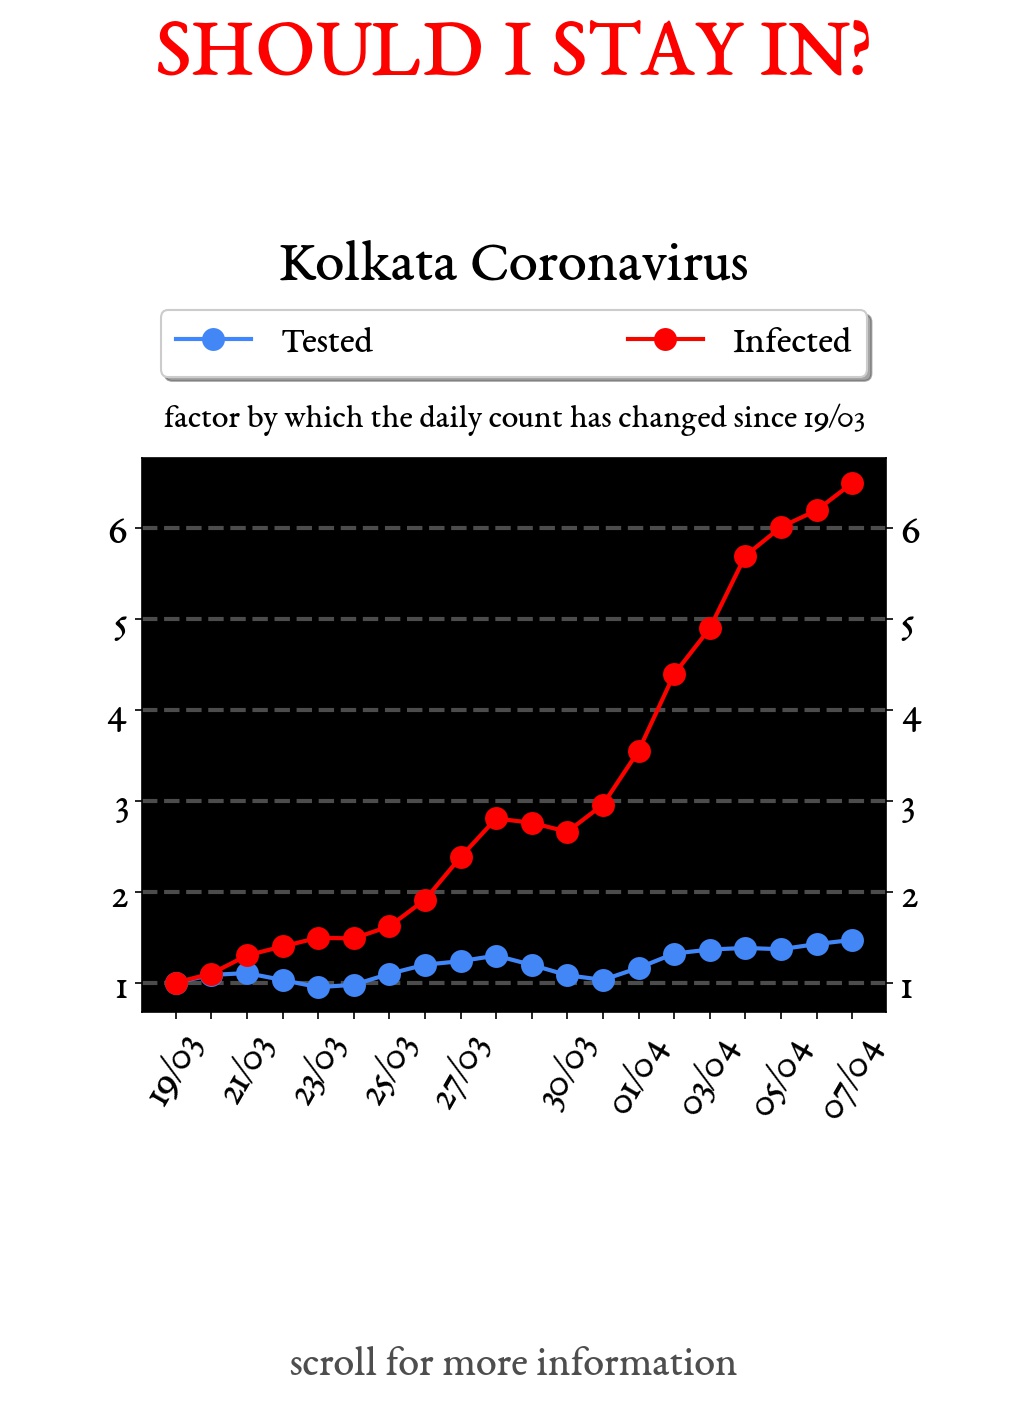 SHOULD I STAY IN?
Kolkata Coronavirus
Tested Infected
factor by which the daily count has changed since 19/03
6 6
5 5
4 4
3 3
2 2
1 1
19/03 21/03 23/03 25/03 27/03 30/03 01/04 03/04 05/04 07/04
scroll for more information